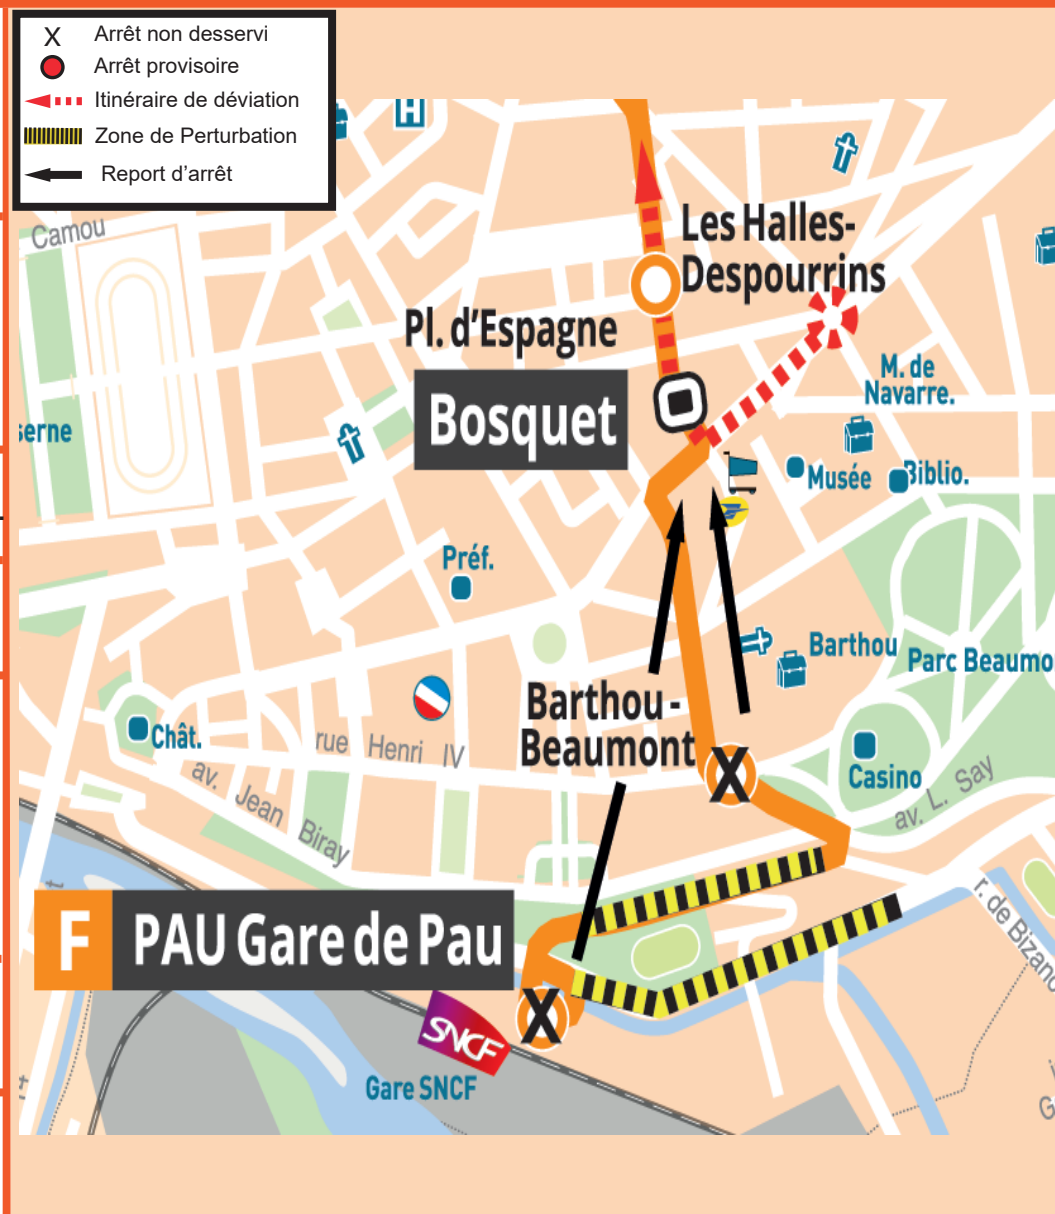 X Arrêt non desservi
Arrêt provisoire
Itinéraire de déviation
Zone de Perturbation
Report d'arrêt
H
Camou
Les Halles-
Despourrins
Pl. d'Espagne
Bosquet
M. de
Navarre.
serne
Musée
Biblio.
Préf.
Barthou
Parc Beaumo
Barthou -
Beaumont
Chât.
rue Henri IV
X
Casino
av. Jean Biray
av. L. Say
r. de Bizano
F PAU Gare de Pau
X
SNCF
Gare SNCF